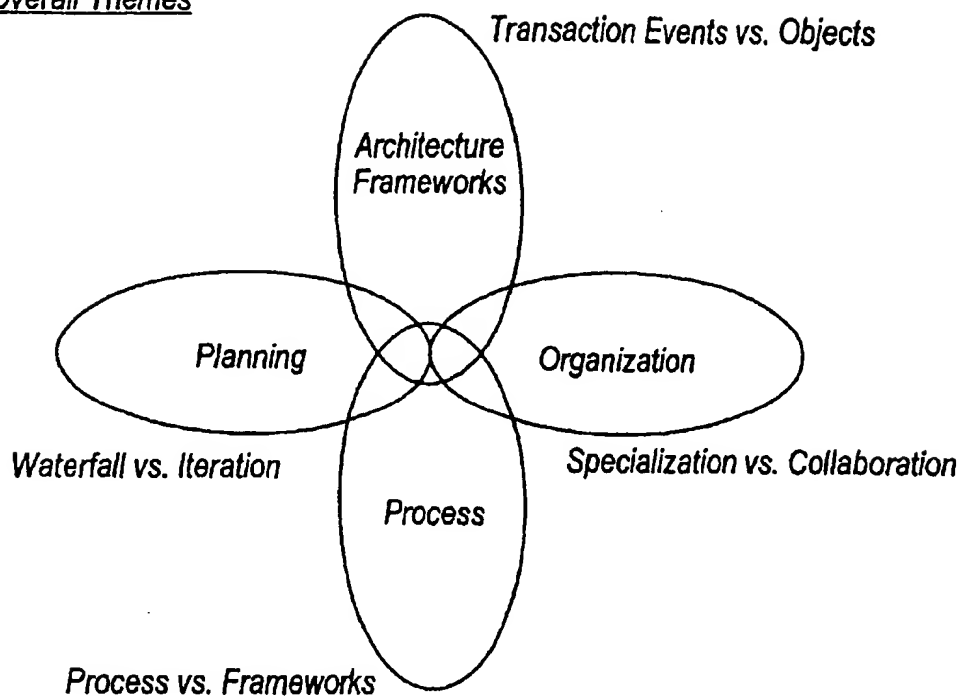 Overall Themes
Transaction Events vs. Objects
Architecture
Frameworks
Planning
Organization
Waterfall vs. Iteration
Specialization vs. Collaboration
Process
Process vs. Frameworks